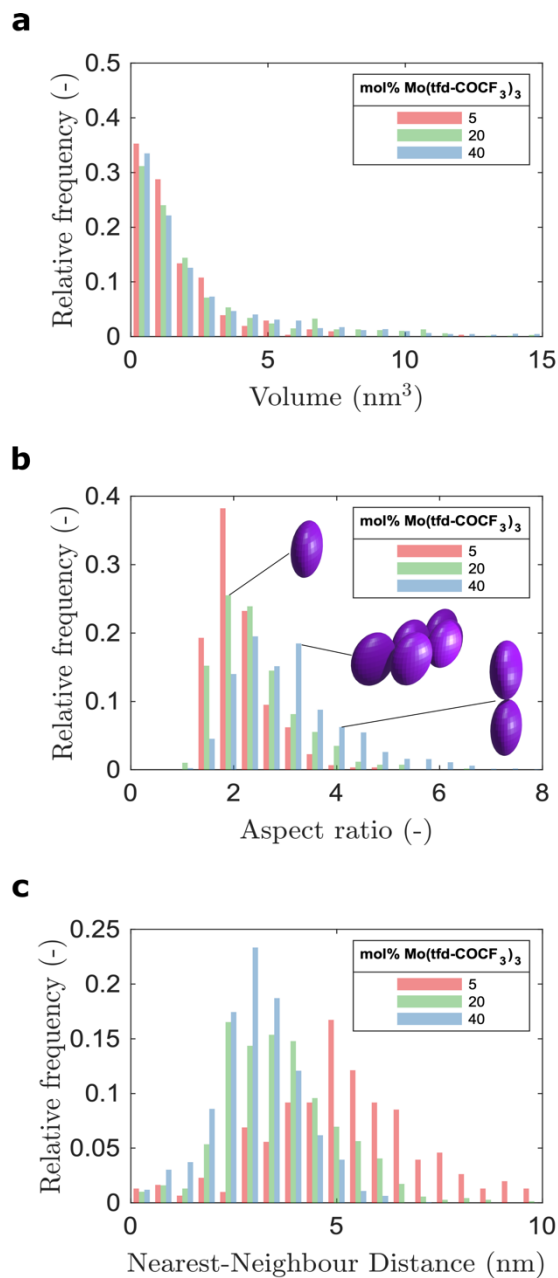 a
0.5
0.4
0.3
0.2
0.1
0
Relative frequency (-)
mol% Mo(tfd-COCF3)3
5
20
40
0 5 10 15
Volume (nm³)
b
0.4
0.3
0.2
0.1
0
Relative frequency (-)
mol% Mo(tfd-COCF3)3
5
20
40
0 2 4 6 8
Aspect ratio (-)
c
0.25
0.2
0.15
0.1
0.05
0
Relative frequency (-)
mol% Mo(tfd-COCF3)3
5
20
40
0 5 10
Nearest-Neighbour Distance (nm)